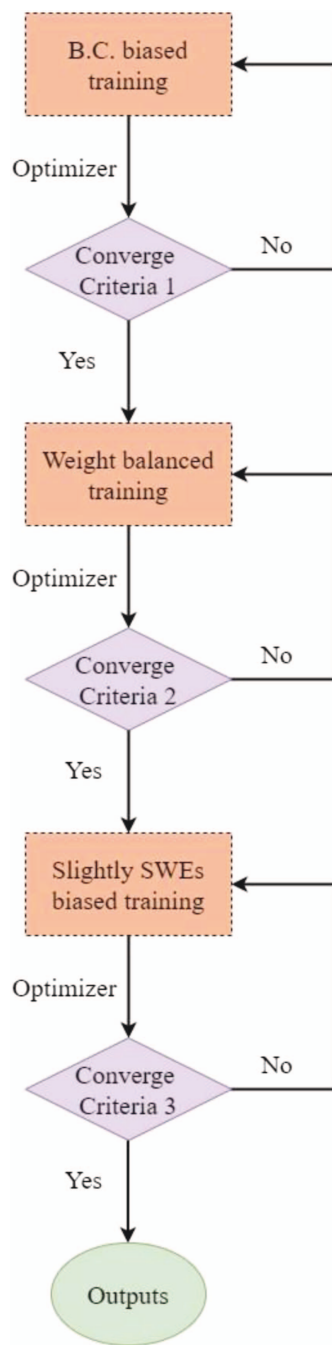 B.C. biased
training
Optimizer
Converge
Criteria 1
No
Yes
Weight balanced
training
Optimizer
Converge
Criteria 2
No
Yes
Slightly SWEs
biased training
Optimizer
Converge
Criteria 3
No
Yes
Outputs